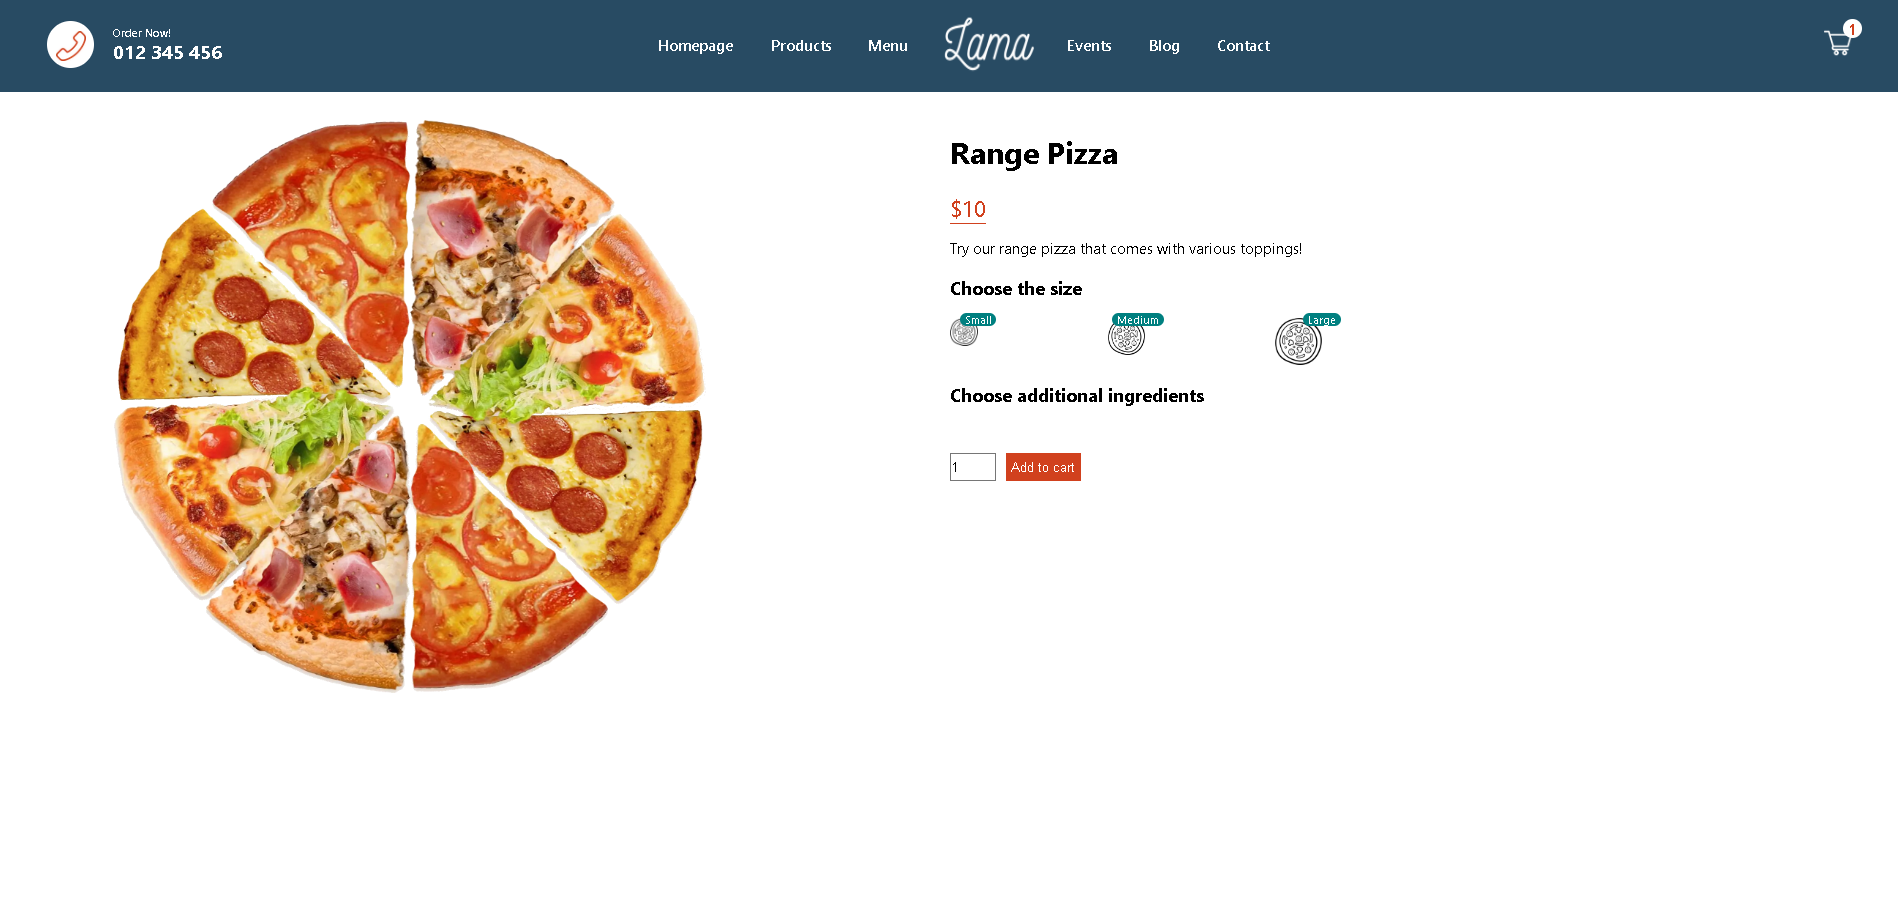 Order Now!
012 345 456
Homepage
Products
Menu
Lama
Events
Blog
Contact
1
Range Pizza
$10
Try our range pizza that comes with various toppings!
Choose the size
Small
Medium
Large
Choose additional ingredients
1
Add to cart